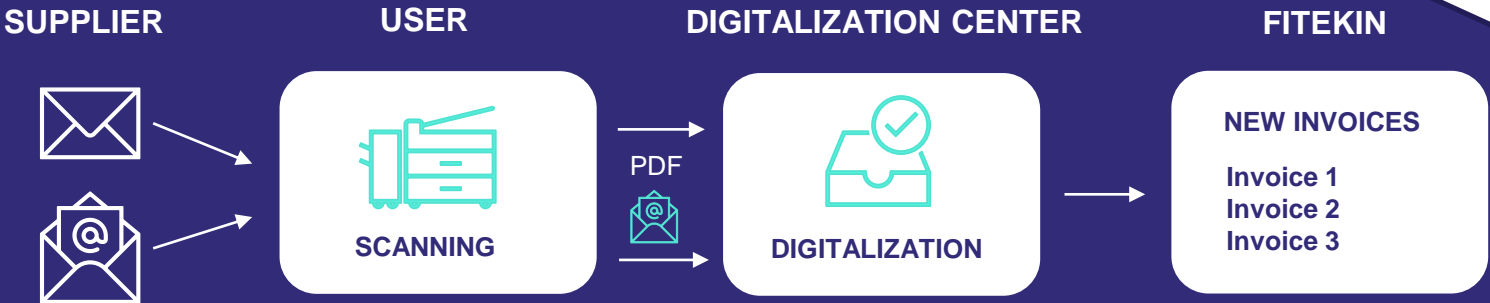 SUPPLIER
USER
DIGITALIZATION CENTER
FITEKIN
@
@
SCANNING
PDF
@
DIGITALIZATION
NEW INVOICES
Invoice 1
Invoice 2
Invoice 3